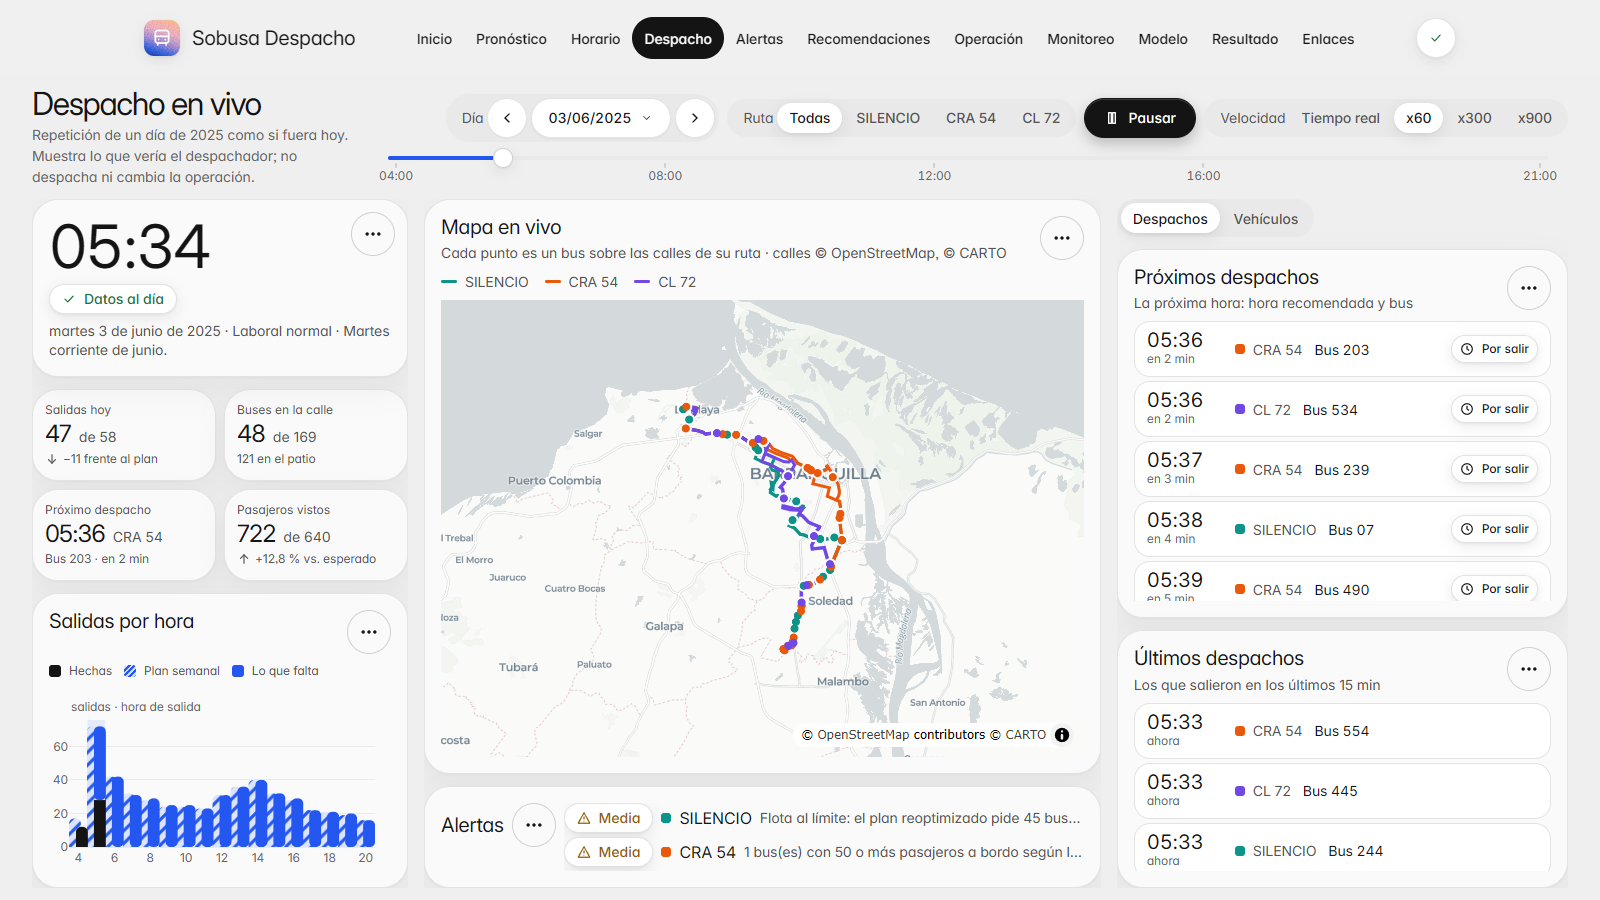 Sobusa Despacho
Inicio
Pronóstico
Horario
Despacho
Alertas
Recomendaciones
Operación
Monitoreo
Modelo
Resultado
Enlaces
Despacho en vivo
Repetición de un día de 2025 como si fuera hoy.
Muestra lo que vería el despachador; no
despacha ni cambia la operación.
Día
03/06/2025
Ruta
Todas
SILENCIO
CRA 54
CL 72
Pausar
Velocidad
Tiempo real
x60
x300
x900
04:00
08:00
12:00
16:00
21:00
05:34
Datos al día
martes 3 de junio de 2025 · Laboral normal · Martes
corriente de junio.
Salidas hoy
47 de 58
↓ −11 frente al plan
Buses en la calle
48 de 169
121 en el patio
Próximo despacho
05:36 CRA 54
Bus 203 · en 2 min
Pasajeros vistos
722 de 640
↑ +12,8 % vs. esperado
Salidas por hora
Hechas
Plan semanal
Lo que falta
salidas · hora de salida
60
40
20
0
4
6
8
10
12
14
16
18
20
Mapa en vivo
Cada punto es un bus sobre las calles de su ruta · calles © OpenStreetMap, © CARTO
SILENCIO
CRA 54
CL 72
Río Magdalena
Salgar
Puerto Colombia
l Trebal
El Morro
Juaruco
Cuatro Bocas
Soledad
loza
Galapa
Río Magdalena
Tubará
Paluato
Malambo
San Antonio
costa
© OpenStreetMap contributors © CARTO
Alertas
Media
SILENCIO Flota al límite: el plan reoptimizado pide 45 bus...
Media
CRA 54 1 bus(es) con 50 o más pasajeros a bordo según l...
Despachos
Vehículos
Próximos despachos
La próxima hora: hora recomendada y bus
05:36
en 2 min
CRA 54 Bus 203
Por salir
05:36
en 2 min
CL 72 Bus 534
Por salir
05:37
en 3 min
CRA 54 Bus 239
Por salir
05:38
en 4 min
SILENCIO Bus 07
Por salir
05:39
en 5 min
CRA 54 Bus 490
Por salir
Últimos despachos
Los que salieron en los últimos 15 min
05:33
ahora
CRA 54 Bus 554
05:33
ahora
CL 72 Bus 445
05:33
ahora
SILENCIO Bus 244